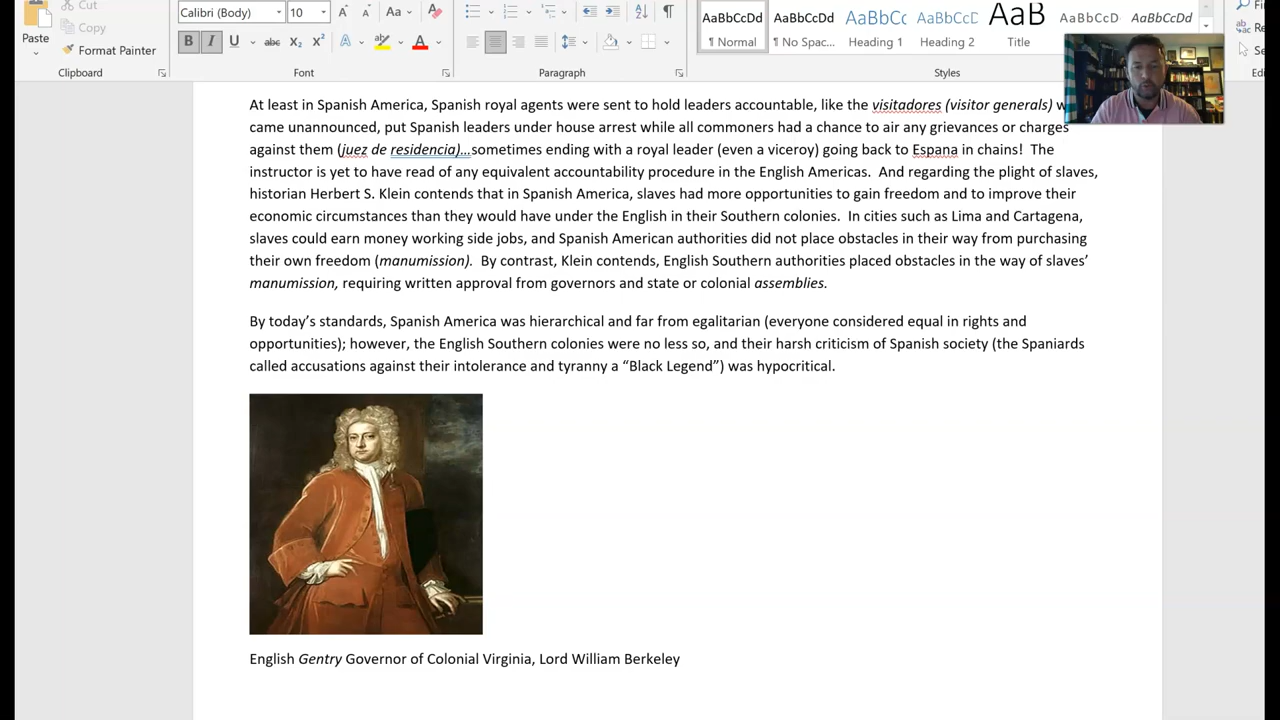 Cut
Calibri (Body) 10 A A Aa A AaBbCcDd AaBbCcDd AaBbCc AaBbCcD AaB AaBbCcD AaBbCcDd
Copy
Paste Format Painter B I U abc X₂ X² A ab A ¶ Normal ¶ No Spac... Heading 1 Heading 2 Title
Clipboard Font Paragraph Styles
At least in Spanish America, Spanish royal agents were sent to hold leaders accountable, like the visitadores (visitor generals)
came unannounced, put Spanish leaders under house arrest while all commoners had a chance to air any grievances or charges
against them (juez de residencia)...sometimes ending with a royal leader (even a viceroy) going back to Espana in chains! The
instructor is yet to have read of any equivalent accountability procedure in the English Americas. And regarding the plight of slaves,
historian Herbert S. Klein contends that in Spanish America, slaves had more opportunities to gain freedom and to improve their
economic circumstances than they would have under the English in their Southern colonies. In cities such as Lima and Cartagena,
slaves could earn money working side jobs, and Spanish American authorities did not place obstacles in their way from purchasing
their own freedom (manumission). By contrast, Klein contends, English Southern authorities placed obstacles in the way of slaves’
manumission, requiring written approval from governors and state or colonial assemblies.
By today’s standards, Spanish America was hierarchical and far from egalitarian (everyone considered equal in rights and
opportunities); however, the English Southern colonies were no less so, and their harsh criticism of Spanish society (the Spaniards
called accusations against their intolerance and tyranny a “Black Legend”) was hypocritical.
English Gentry Governor of Colonial Virginia, Lord William Berkeley